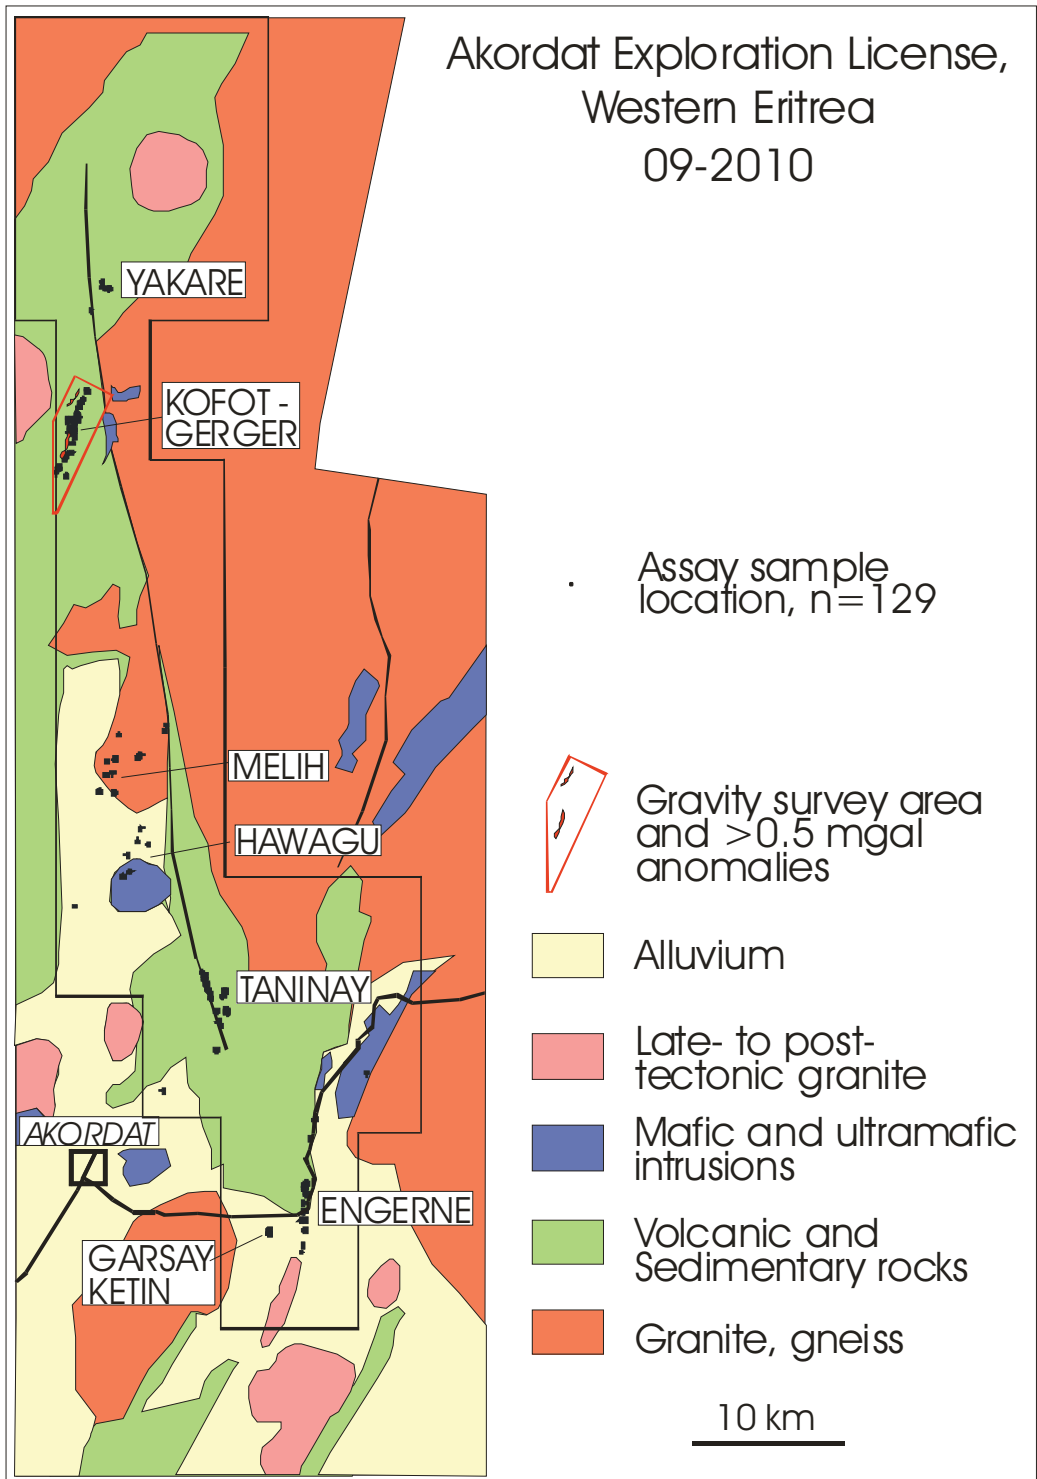 Akordat Exploration License,
Western Eritrea
09-2010
YAKARE
KOFOT -
GERGER
Assay sample
location, n=129
MELIH
Gravity survey area
and >0.5 mgal
anomalies
HAWAGU
Alluvium
TANINAY
Late- to post-
tectonic granite
AKORDAT
Mafic and ultramafic
intrusions
ENGERNE
GARSAY
KETIN
Volcanic and
Sedimentary rocks
Granite, gneiss
10 km